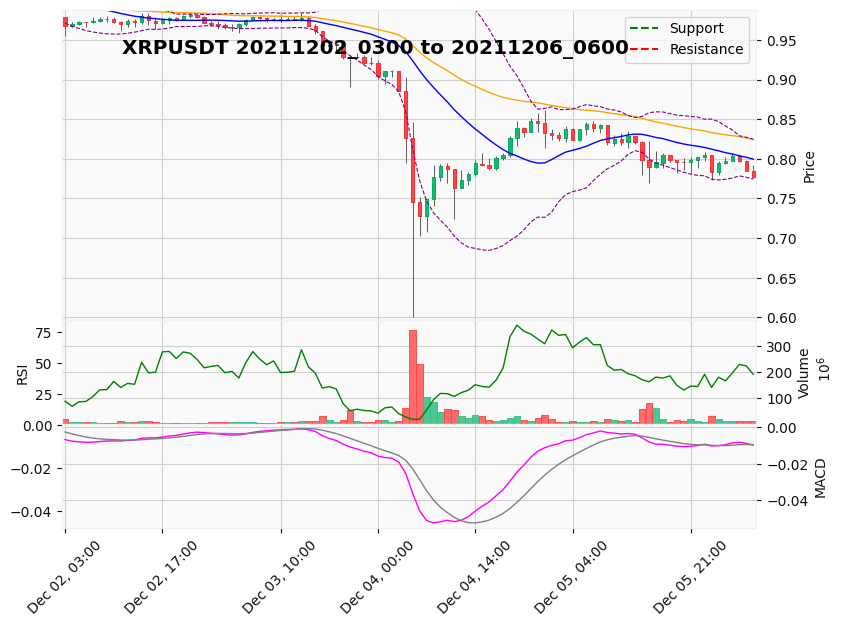 XRPUSDT 20211202_0300 to 20211206_0600
Support
Resistance
0.95
0.90
0.85
0.80
0.75
0.70
0.65
0.60
Price
75
50
25
RSI
300
200
100
0.00
Volume
10^6
0.00
−0.02
−0.04
−0.02
−0.04
MACD
Dec 02, 03:00
Dec 02, 17:00
Dec 03, 10:00
Dec 04, 00:00
Dec 04, 14:00
Dec 05, 04:00
Dec 05, 21:00